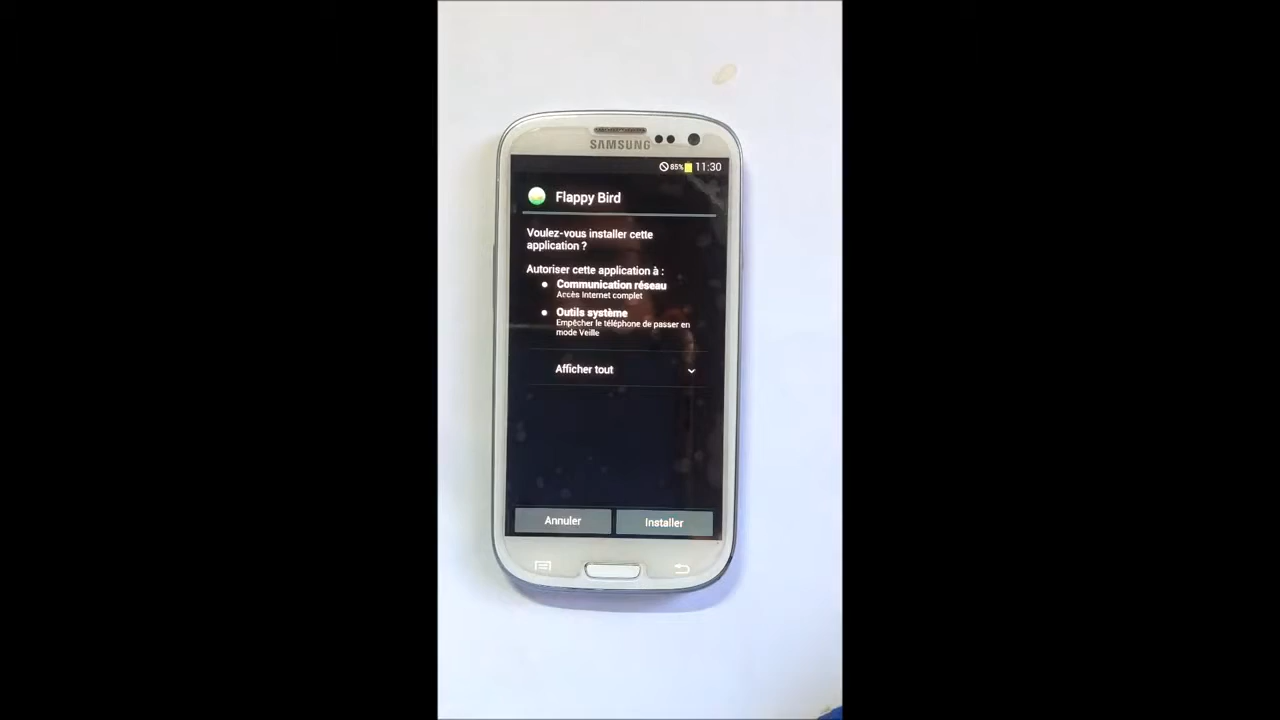 SAMSUNG
85% 11:30
Flappy Bird
Voulez-vous installer cette
application ?
Autoriser cette application à :
Communication réseau
Accès Internet complet
Outils système
Empêcher le téléphone de passer en
mode Veille
Afficher tout
Annuler Installer